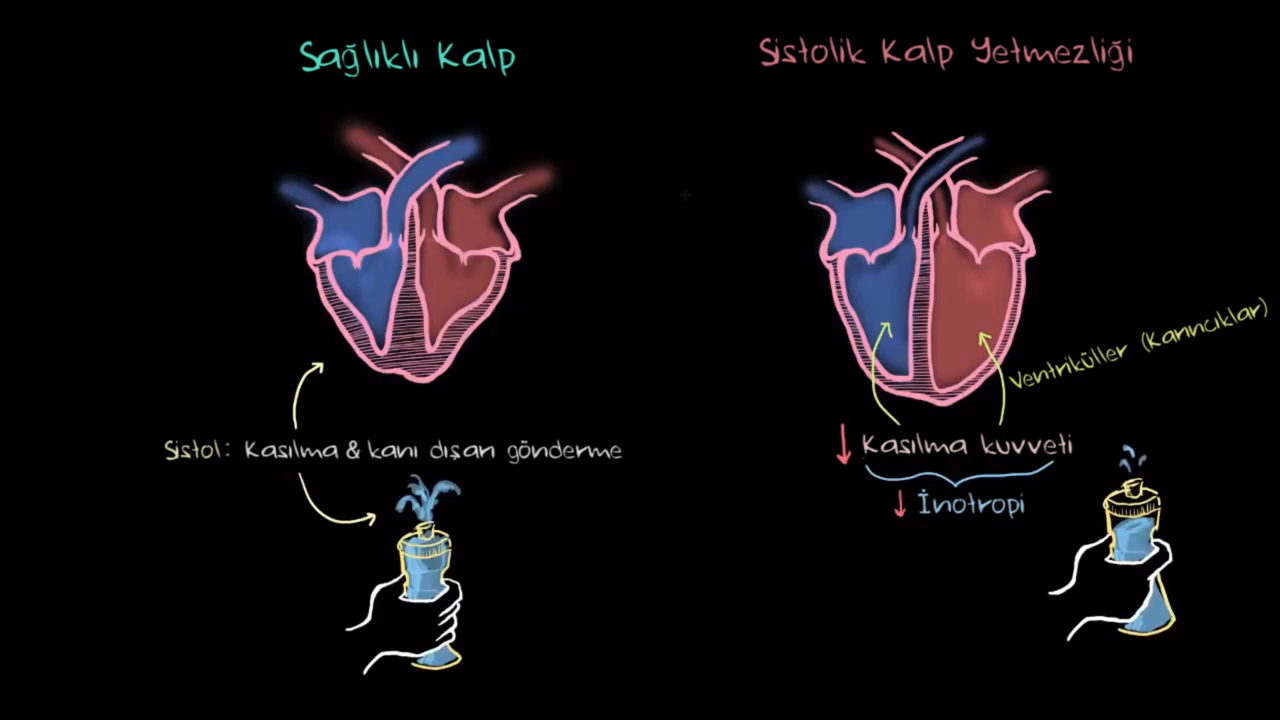 Sağlıklı Kalp
Sistolik Kalp Yetmezliği
Ventriküller (Karıncıklar)
Sistol: Kasılma & kanı dışarı gönderme
↓ Kasılma kuvveti
↓ İnotropi